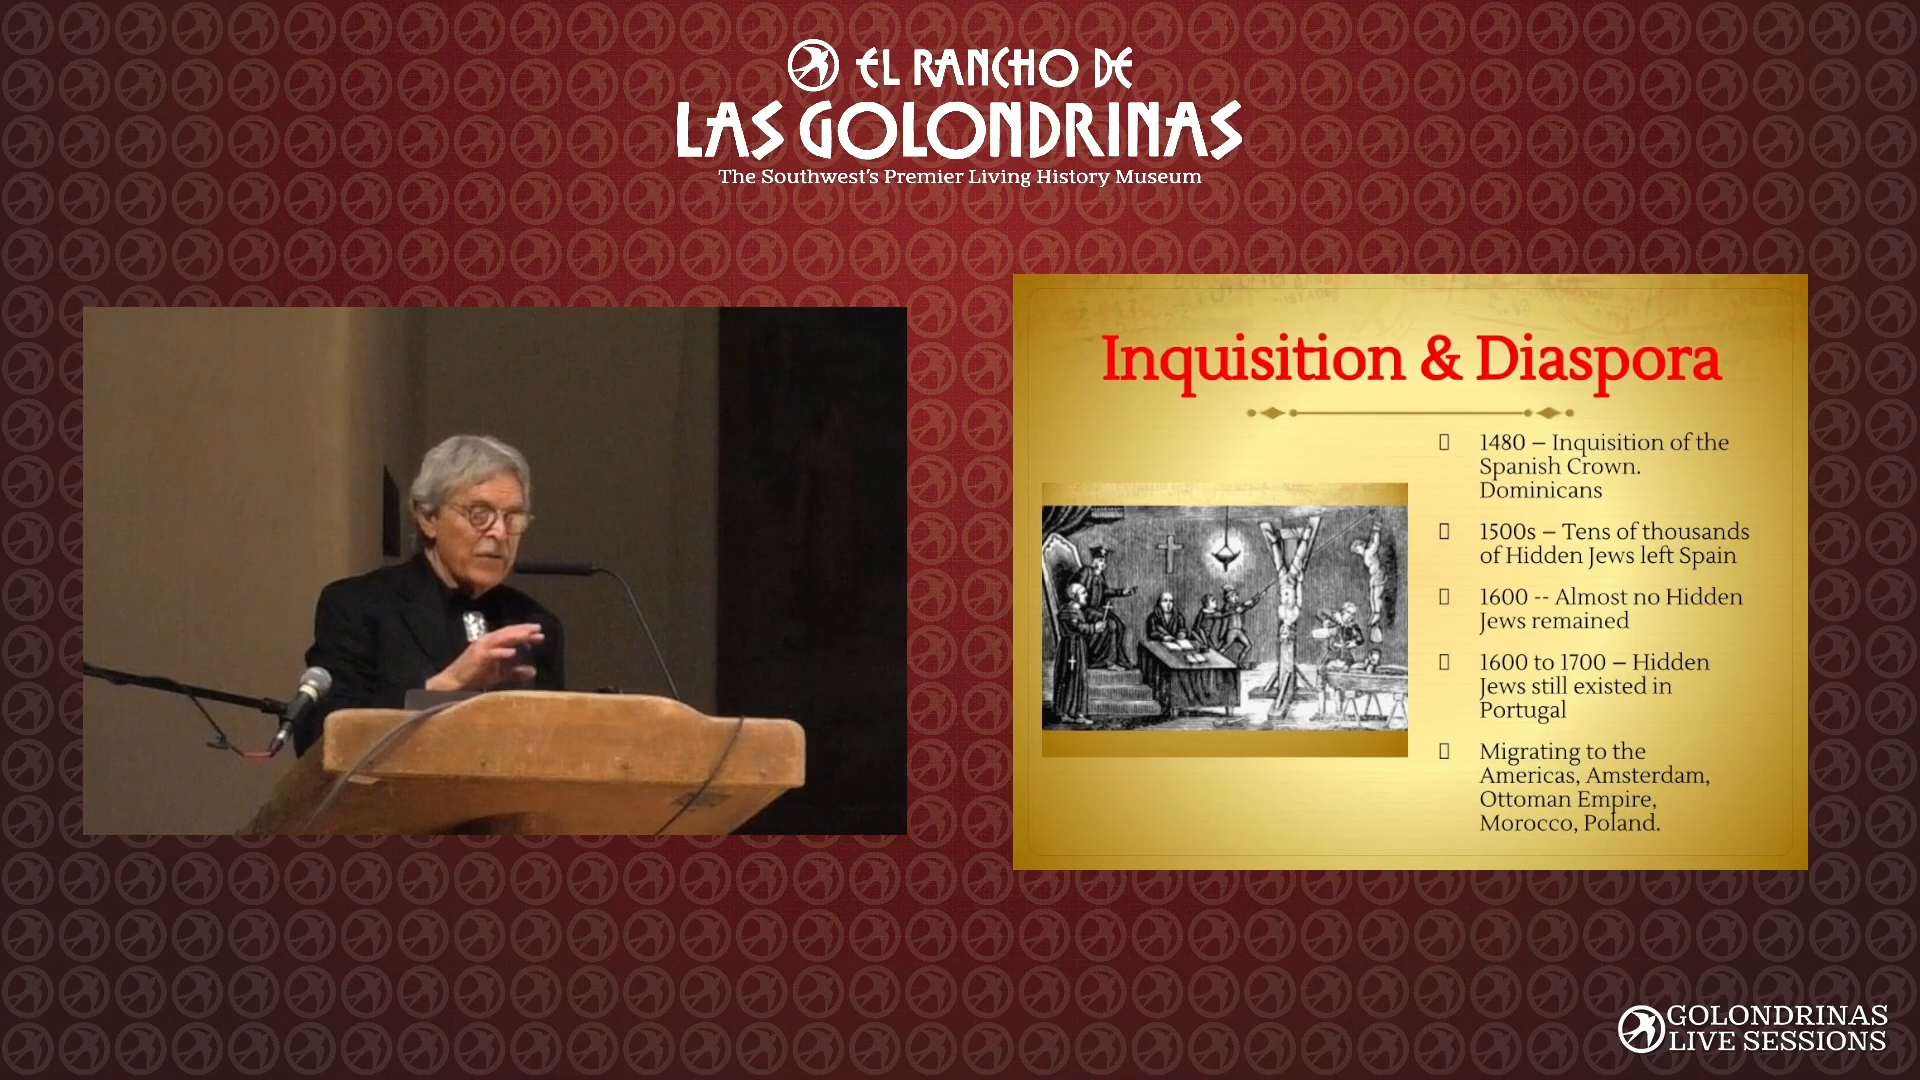 EL RANCHO DE
LAS GOLONDRINAS
The Southwest's Premier Living History Museum
Inquisition & Diaspora
1480 – Inquisition of the
Spanish Crown.
Dominicans
1500s – Tens of thousands
of Hidden Jews left Spain
1600 -- Almost no Hidden
Jews remained
1600 to 1700 – Hidden
Jews still existed in
Portugal
Migrating to the
Americas, Amsterdam,
Ottoman Empire,
Morocco, Poland.
GOLONDRINAS
LIVE SESSIONS